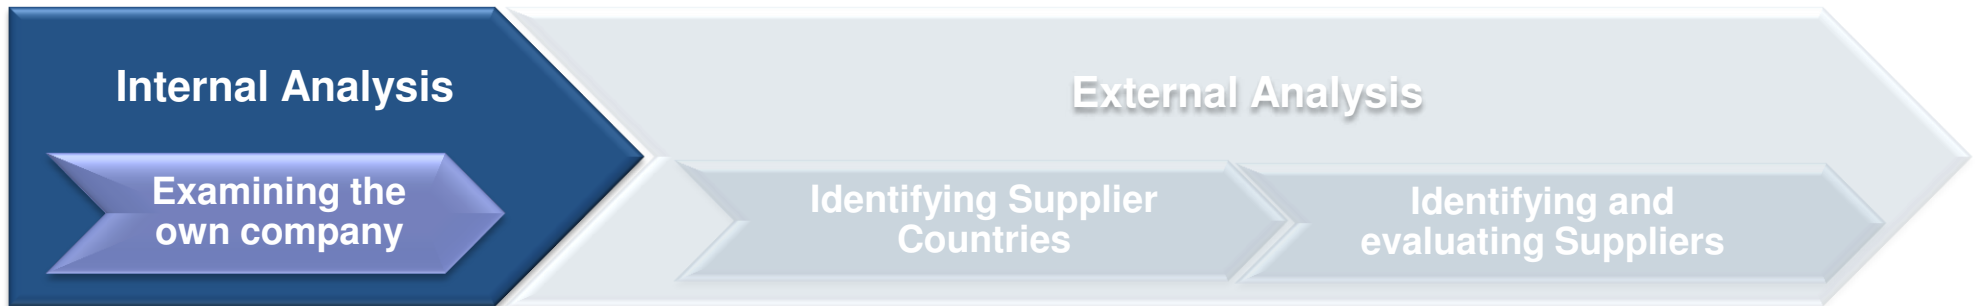 Internal Analysis
Examining the
own company
External Analysis
Identifying Supplier
Countries
Identifying and
evaluating Suppliers